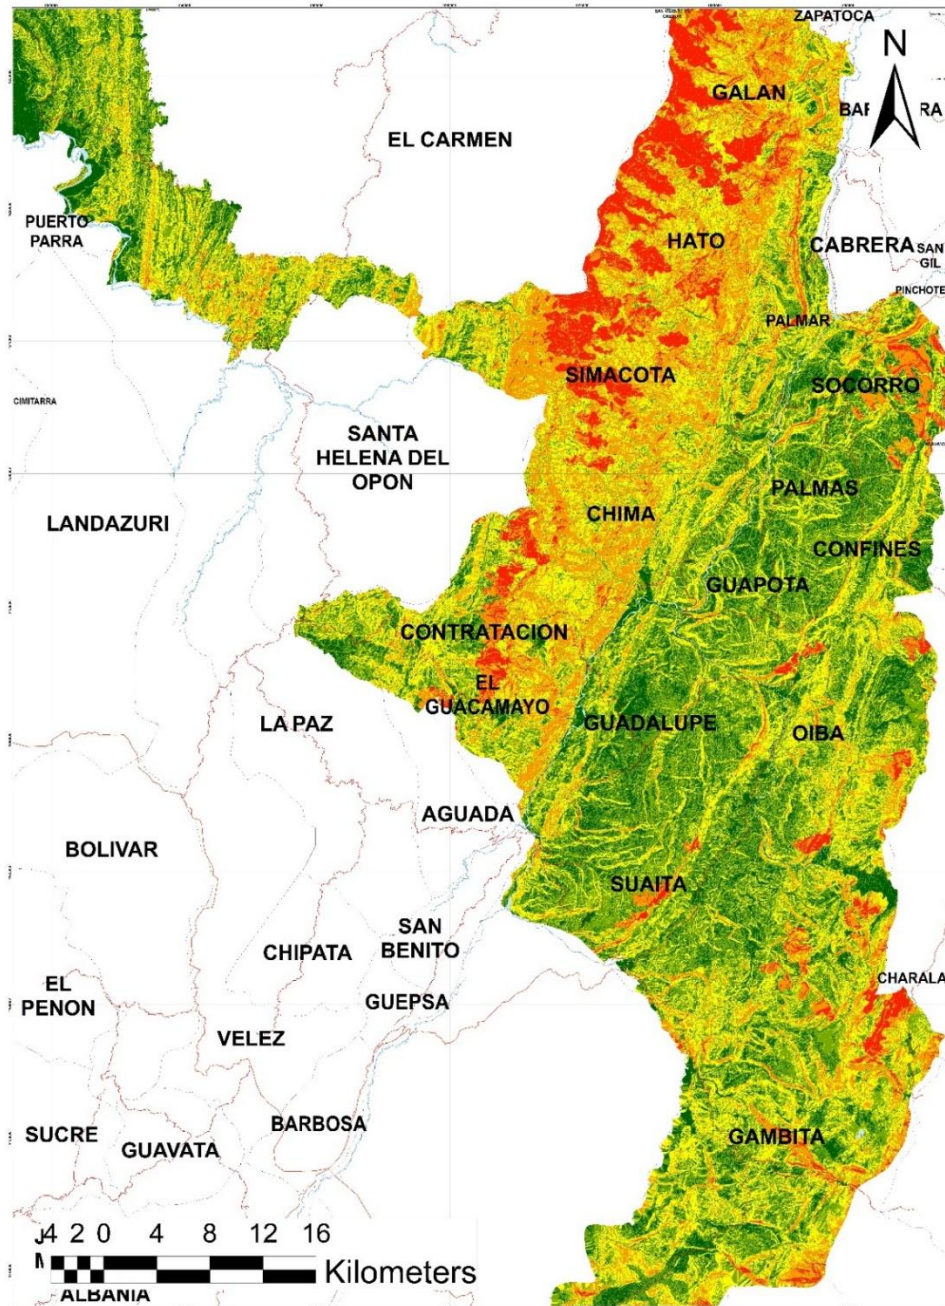 ZAPATOCA
N
GALAN
EL CARMEN
PUERTO
PARRA
HATO
CABRERA
SAN
GIL
PINCHOTE
PALMAR
SIMACOTA
SOCORRO
CIMITARRA
SANTA
HELENA DEL
OPON
PALMAS
LANDAZURI
CHIMA
CONFINES
GUAPOTA
CONTRATACION
EL
GUACAMAYO
LA PAZ
GUADALUPE
OIBA
AGUADA
BOLIVAR
SUAITA
SAN
BENITO
CHIPATA
EL
PENON
GUEPSA
CHARALA
VELEZ
BARBOSA
SUCRE
GUAVATA
GAMBITA
4 2 0 4 8 12 16
Kilometers
ALBANIA